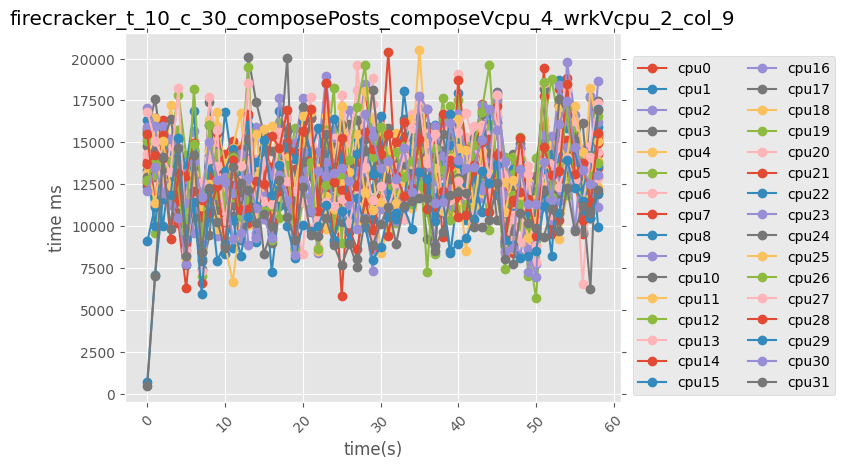 firecracker_t_10_c_30_composePosts_composeVcpu_4_wrkVcpu_2_col_9
time ms
20000
17500
15000
12500
10000
7500
5000
2500
0
0
10
20
30
40
50
60
time(s)
cpu0
cpu1
cpu2
cpu3
cpu4
cpu5
cpu6
cpu7
cpu8
cpu9
cpu10
cpu11
cpu12
cpu13
cpu14
cpu15
cpu16
cpu17
cpu18
cpu19
cpu20
cpu21
cpu22
cpu23
cpu24
cpu25
cpu26
cpu27
cpu28
cpu29
cpu30
cpu31